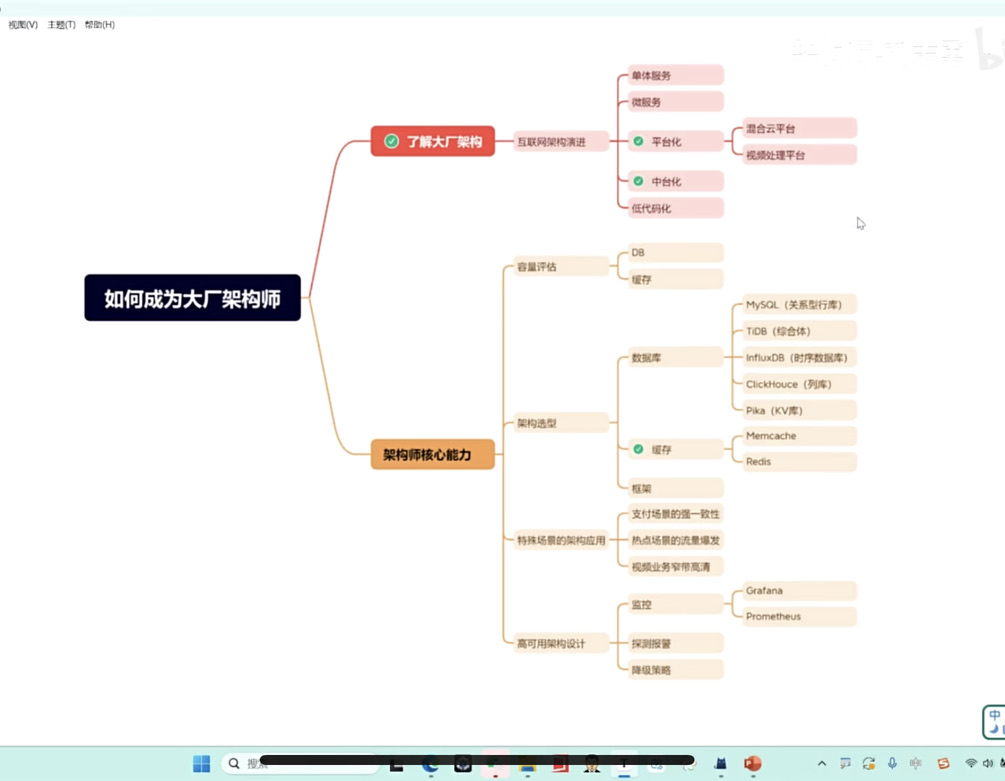 视图(V) 主题(T) 帮助(H)
如何成为大厂架构师
了解大厂架构
互联网架构演进
单体服务
微服务
平台化
混合云平台
视频处理平台
中台化
低代码化
架构师核心能力
容量评估
DB
缓存
架构选型
数据库
MySQL（关系型行库）
TiDB（综合体）
InfluxDB（时序数据库）
ClickHouce（列库）
Pika（KV库）
缓存
Memcache
Redis
框架
特殊场景的架构应用
支付场景的强一致性
热点场景的流量爆发
视频业务窄带高清
高可用架构设计
监控
Grafana
Prometheus
探测报警
降级策略
中
搜索